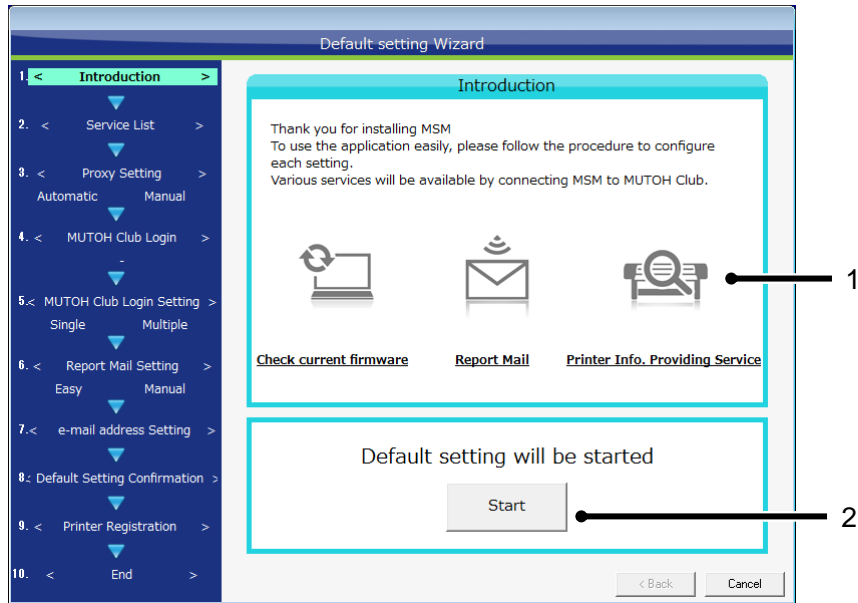 Default setting Wizard
1. < Introduction >
2. < Service List >
3. < Proxy Setting >
Automatic Manual
4. < MUTOH Club Login >
-
5.< MUTOH Club Login Setting >
Single Multiple
6. < Report Mail Setting >
Easy Manual
7.< e-mail address Setting >
8.< Default Setting Confirmation >
9. < Printer Registration >
10. < End >
Introduction
Thank you for installing MSM
To use the application easily, please follow the procedure to configure
each setting.
Various services will be available by connecting MSM to MUTOH Club.
1
Check current firmware Report Mail Printer Info. Providing Service
Default setting will be started
Start
2
< Back Cancel